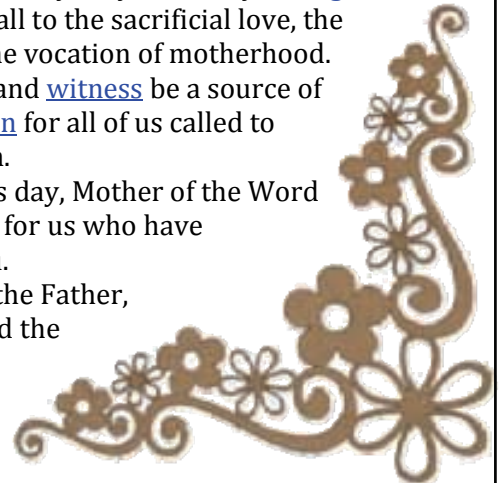 all to the sacrificial love, the
e vocation of motherhood.
and witness be a source of
n for all of us called to
s day, Mother of the Word
for us who have
the Father,
d the